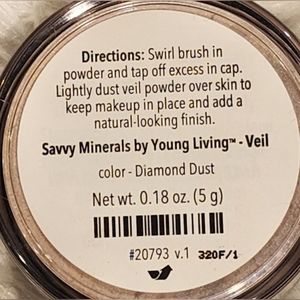 Directions: Swirl brush in
powder and tap off excess in cap.
Lightly dust veil powder over skin to
keep makeup in place and add a
natural-looking finish.
Savvy Minerals by Young Living™ - Veil
color - Diamond Dust
Net wt. 0.18 oz. (5 g)
#20793 v.1 320F/1